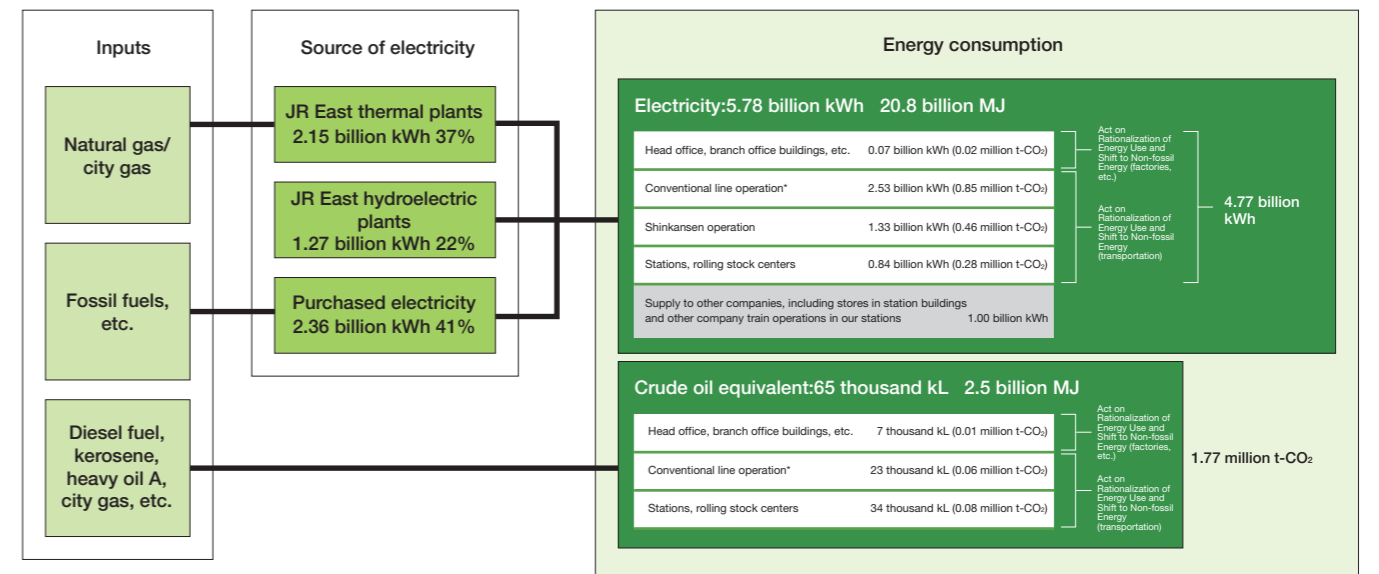 Inputs
Natural gas/
city gas
Fossil fuels,
etc.
Diesel fuel,
kerosene,
heavy oil A,
city gas, etc.
Source of electricity
JR East thermal plants
2.15 billion kWh 37%
JR East hydroelectric
plants
1.27 billion kWh 22%
Purchased electricity
2.36 billion kWh 41%
Energy consumption
Electricity:5.78 billion kWh 20.8 billion MJ
Head office, branch office buildings, etc. 0.07 billion kWh (0.02 million t-CO₂)
Conventional line operation* 2.53 billion kWh (0.85 million t-CO₂)
Shinkansen operation 1.33 billion kWh (0.46 million t-CO₂)
Stations, rolling stock centers 0.84 billion kWh (0.28 million t-CO₂)
Supply to other companies, including stores in station buildings
and other company train operations in our stations 1.00 billion kWh
Act on
Rationalization of
Energy Use and
Shift to Non-fossil
Energy (factories,
etc.)
Act on
Rationalization of
Energy Use and
Shift to Non-fossil
Energy
(transportation)
4.77 billion
kWh
Crude oil equivalent:65 thousand kL 2.5 billion MJ
Head office, branch office buildings, etc. 7 thousand kL (0.01 million t-CO₂)
Conventional line operation* 23 thousand kL (0.06 million t-CO₂)
Stations, rolling stock centers 34 thousand kL (0.08 million t-CO₂)
Act on
Rationalization of
Energy Use and
Shift to Non-fossil
Energy (factories,
etc.)
Act on
Rationalization of
Energy Use and
Shift to Non-fossil
Energy
(transportation)
1.77 million t-CO₂